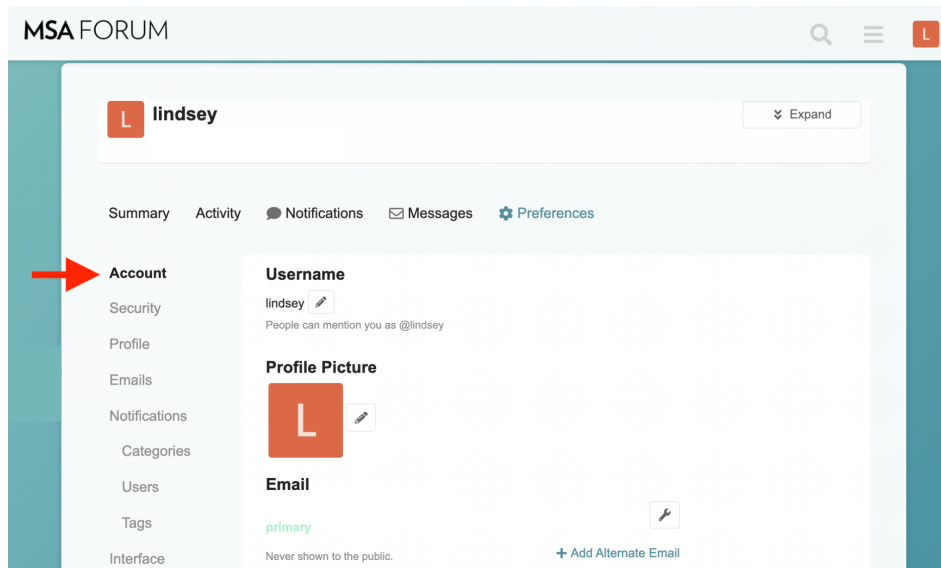 MSA FORUM
L
L lindsey
Expand
Summary Activity Notifications Messages Preferences
Account
Security
Profile
Emails
Notifications
Categories
Users
Tags
Interface
Username
lindsey
People can mention you as @lindsey
Profile Picture
L
Email
primary
Never shown to the public.
+ Add Alternate Email